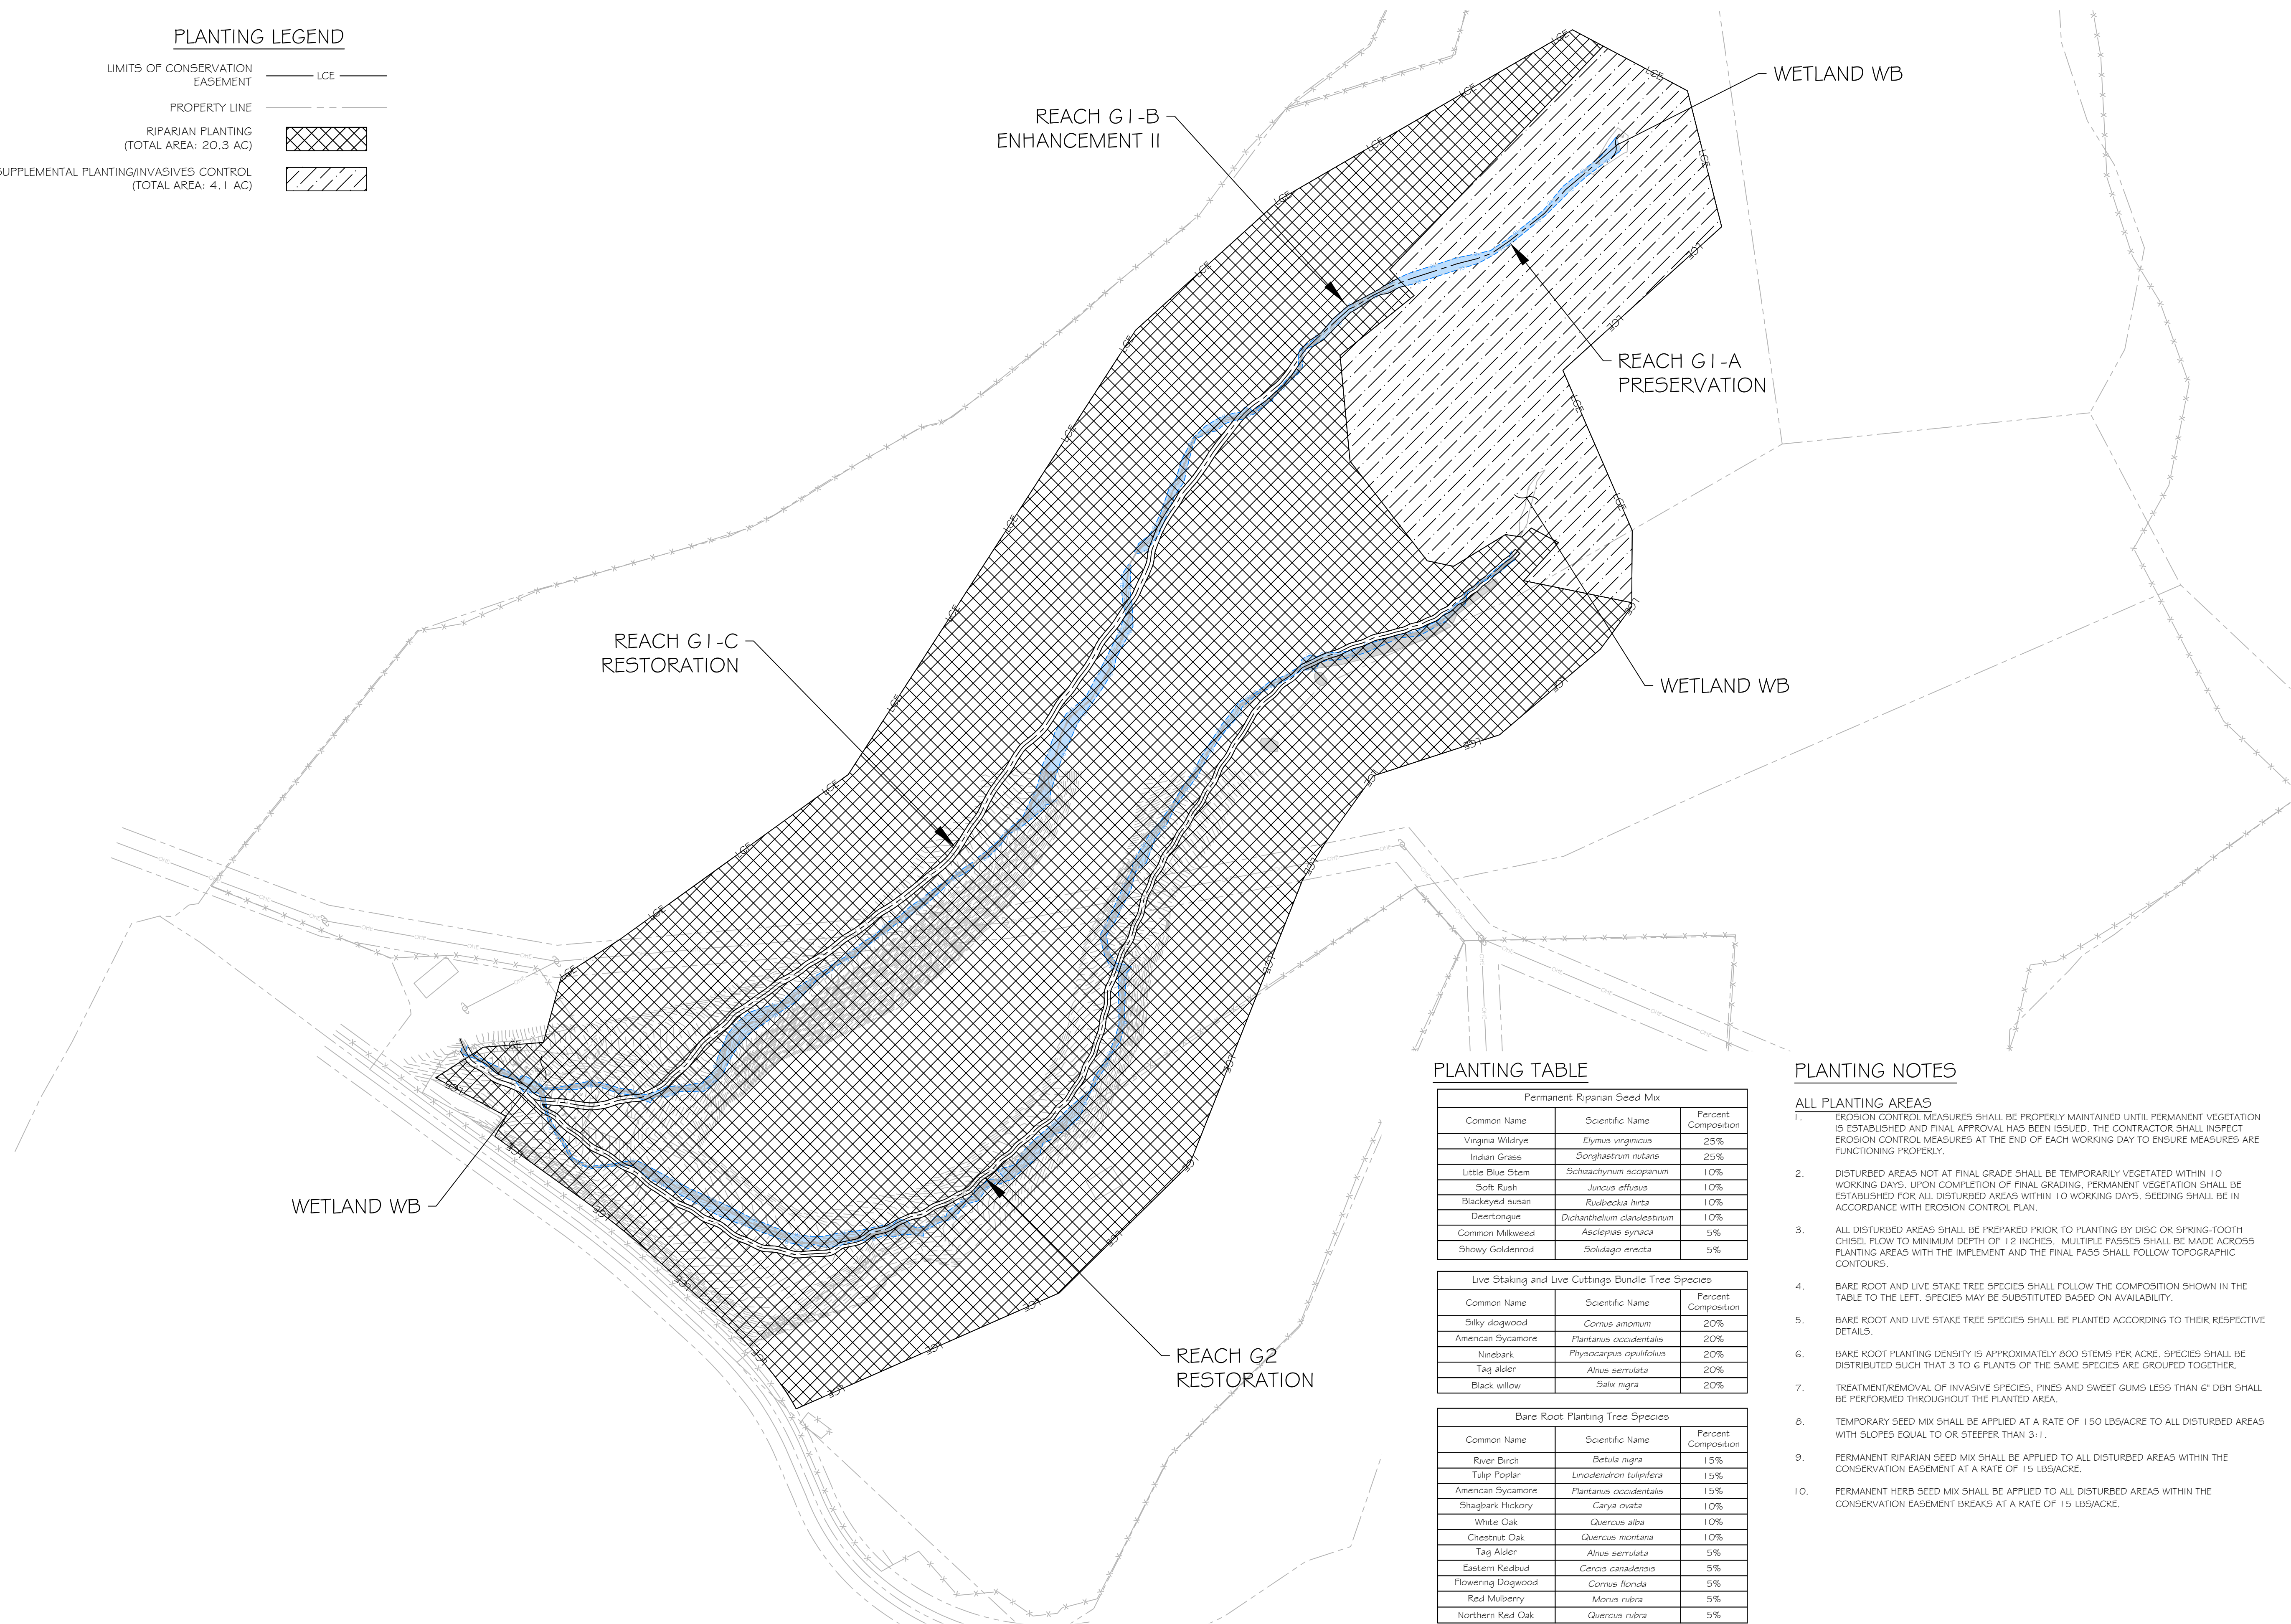 PLANTING LEGEND
LIMITS OF CONSERVATION
EASEMENT
LCE
PROPERTY LINE
RIPARIAN PLANTING
(TOTAL AREA: 20.3 AC)
SUPPLEMENTAL PLANTING/INVASIVES CONTROL
(TOTAL AREA: 4.1 AC)
WETLAND WB
REACH G1-B
ENHANCEMENT II
REACH G1-A
PRESERVATION
REACH G1-C
RESTORATION
WETLAND WB
WETLAND WB
REACH G2
RESTORATION
PLANTING TABLE
Permanent Riparian Seed Mix
Common Name Scientific Name Percent
Composition
Virginia Wildrye Elymus virginicus 25%
Indian Grass Sorghastrum nutans 25%
Little Blue Stem Schizachyrium scoparium 10%
Soft Rush Juncus effusus 10%
Blackeyed susan Rudbeckia hirta 10%
Deertongue Dichanthelium clandestinum 10%
Common Milkweed Asclepias syriaca 5%
Showy Goldenrod Solidago erecta 5%
Live Staking and Live Cuttings Bundle Tree Species
Common Name Scientific Name Percent
Composition
Silky dogwood Cornus amomum 20%
American Sycamore Plantanus occidentalis 20%
Ninebark Physocarpus opulifolius 20%
Tag alder Alnus serrulata 20%
Black willow Salix nigra 20%
Bare Root Planting Tree Species
Common Name Scientific Name Percent
Composition
River Birch Betula nigra 15%
Tulip Poplar Liriodendron tulipifera 15%
American Sycamore Plantanus occidentalis 15%
Shagbark Hickory Carya ovata 10%
White Oak Quercus alba 10%
Chestnut Oak Quercus montana 10%
Tag Alder Alnus serrulata 5%
Eastern Redbud Cercis canadensis 5%
Flowering Dogwood Cornus florida 5%
Red Mulberry Morus rubra 5%
Northern Red Oak Quercus rubra 5%
PLANTING NOTES
ALL PLANTING AREAS
1. EROSION CONTROL MEASURES SHALL BE PROPERLY MAINTAINED UNTIL PERMANENT VEGETATION
IS ESTABLISHED AND FINAL APPROVAL HAS BEEN ISSUED. THE CONTRACTOR SHALL INSPECT
EROSION CONTROL MEASURES AT THE END OF EACH WORKING DAY TO ENSURE MEASURES ARE
FUNCTIONING PROPERLY.
2. DISTURBED AREAS NOT AT FINAL GRADE SHALL BE TEMPORARILY VEGETATED WITHIN 10
WORKING DAYS. UPON COMPLETION OF FINAL GRADING, PERMANENT VEGETATION SHALL BE
ESTABLISHED FOR ALL DISTURBED AREAS WITHIN 10 WORKING DAYS. SEEDING SHALL BE IN
ACCORDANCE WITH EROSION CONTROL PLAN.
3. ALL DISTURBED AREAS SHALL BE PREPARED PRIOR TO PLANTING BY DISC OR SPRING-TOOTH
CHISEL PLOW TO MINIMUM DEPTH OF 12 INCHES. MULTIPLE PASSES SHALL BE MADE ACROSS
PLANTING AREAS WITH THE IMPLEMENT AND THE FINAL PASS SHALL FOLLOW TOPOGRAPHIC
CONTOURS.
4. BARE ROOT AND LIVE STAKE TREE SPECIES SHALL FOLLOW THE COMPOSITION SHOWN IN THE
TABLE TO THE LEFT. SPECIES MAY BE SUBSTITUTED BASED ON AVAILABILITY.
5. BARE ROOT AND LIVE STAKE TREE SPECIES SHALL BE PLANTED ACCORDING TO THEIR RESPECTIVE
DETAILS.
6. BARE ROOT PLANTING DENSITY IS APPROXIMATELY 800 STEMS PER ACRE. SPECIES SHALL BE
DISTRIBUTED SUCH THAT 3 TO 6 PLANTS OF THE SAME SPECIES ARE GROUPED TOGETHER.
7. TREATMENT/REMOVAL OF INVASIVE SPECIES, PINES AND SWEET GUMS LESS THAN 6" DBH SHALL
BE PERFORMED THROUGHOUT THE PLANTED AREA.
8. TEMPORARY SEED MIX SHALL BE APPLIED AT A RATE OF 150 LBS/ACRE TO ALL DISTURBED AREAS
WITH SLOPES EQUAL TO OR STEEPER THAN 3:1.
9. PERMANENT RIPARIAN SEED MIX SHALL BE APPLIED TO ALL DISTURBED AREAS WITHIN THE
CONSERVATION EASEMENT AT A RATE OF 15 LBS/ACRE.
10. PERMANENT HERB SEED MIX SHALL BE APPLIED TO ALL DISTURBED AREAS WITHIN THE
CONSERVATION EASEMENT BREAKS AT A RATE OF 15 LBS/ACRE.